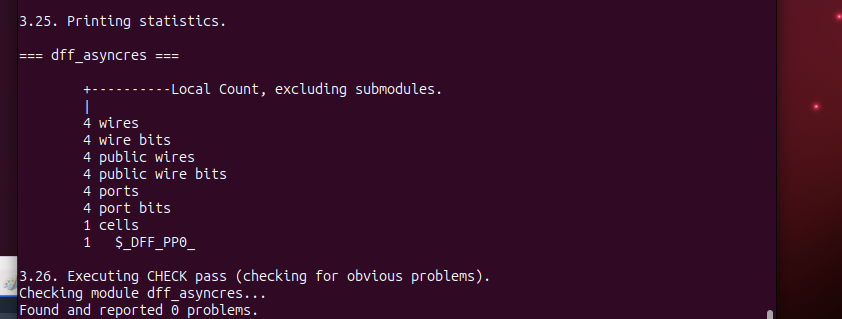 3.25. Printing statistics.
=== dff_asyncres ===
+----------Local Count, excluding submodules.
|
4 wires
4 wire bits
4 public wires
4 public wire bits
4 ports
4 port bits
1 cells
1   $_DFF_PP0_
3.26. Executing CHECK pass (checking for obvious problems).
Checking module dff_asyncres...
Found and reported 0 problems.